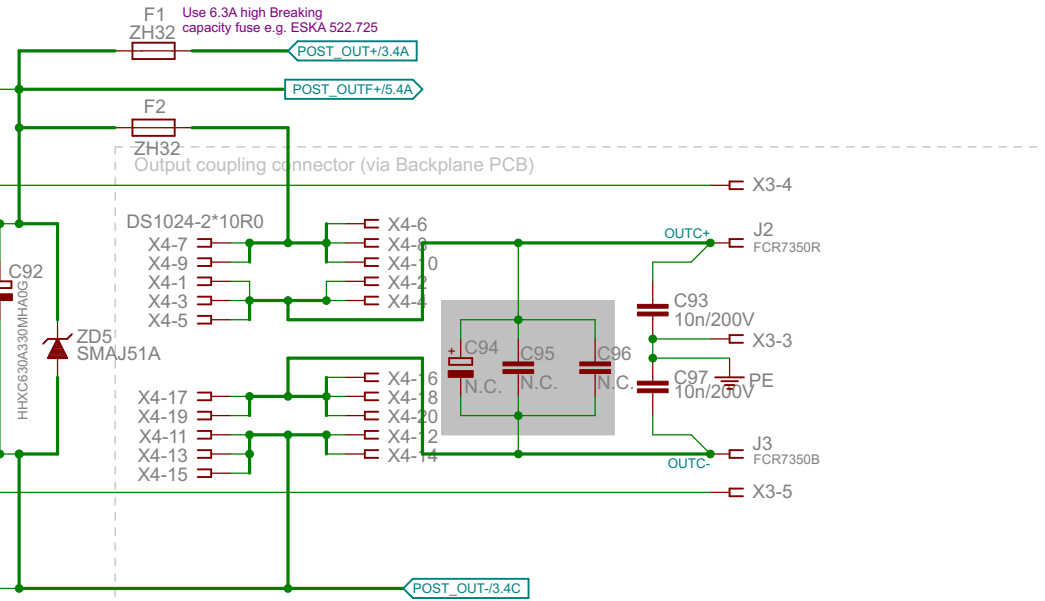 F1
Use 6.3A high Breaking
capacity fuse e.g. ESKA 522.725
ZH32
POST_OUT+/3.4A
POST_OUTF+/5.4A
F2
ZH32
Output coupling connector (via Backplane PCB)
X3-4
DS1024-2*10R0
X4-6
X4-7
X4-8
X4-9
X4-10
X4-1
X4-2
X4-3
X4-4
X4-5
OUTC+
J2
FCR7350R
C92
HHXC630A330MHA0G
C93
10n/200V
X3-3
ZD5
SMAJ51A
+
C94
N.C.
C95
N.C.
C96
N.C.
C97
10n/200V
PE
X4-16
X4-17
X4-18
X4-19
X4-20
X4-11
X4-12
X4-13
X4-14
X4-15
OUTC-
J3
FCR7350B
X3-5
POST_OUT-/3.4C